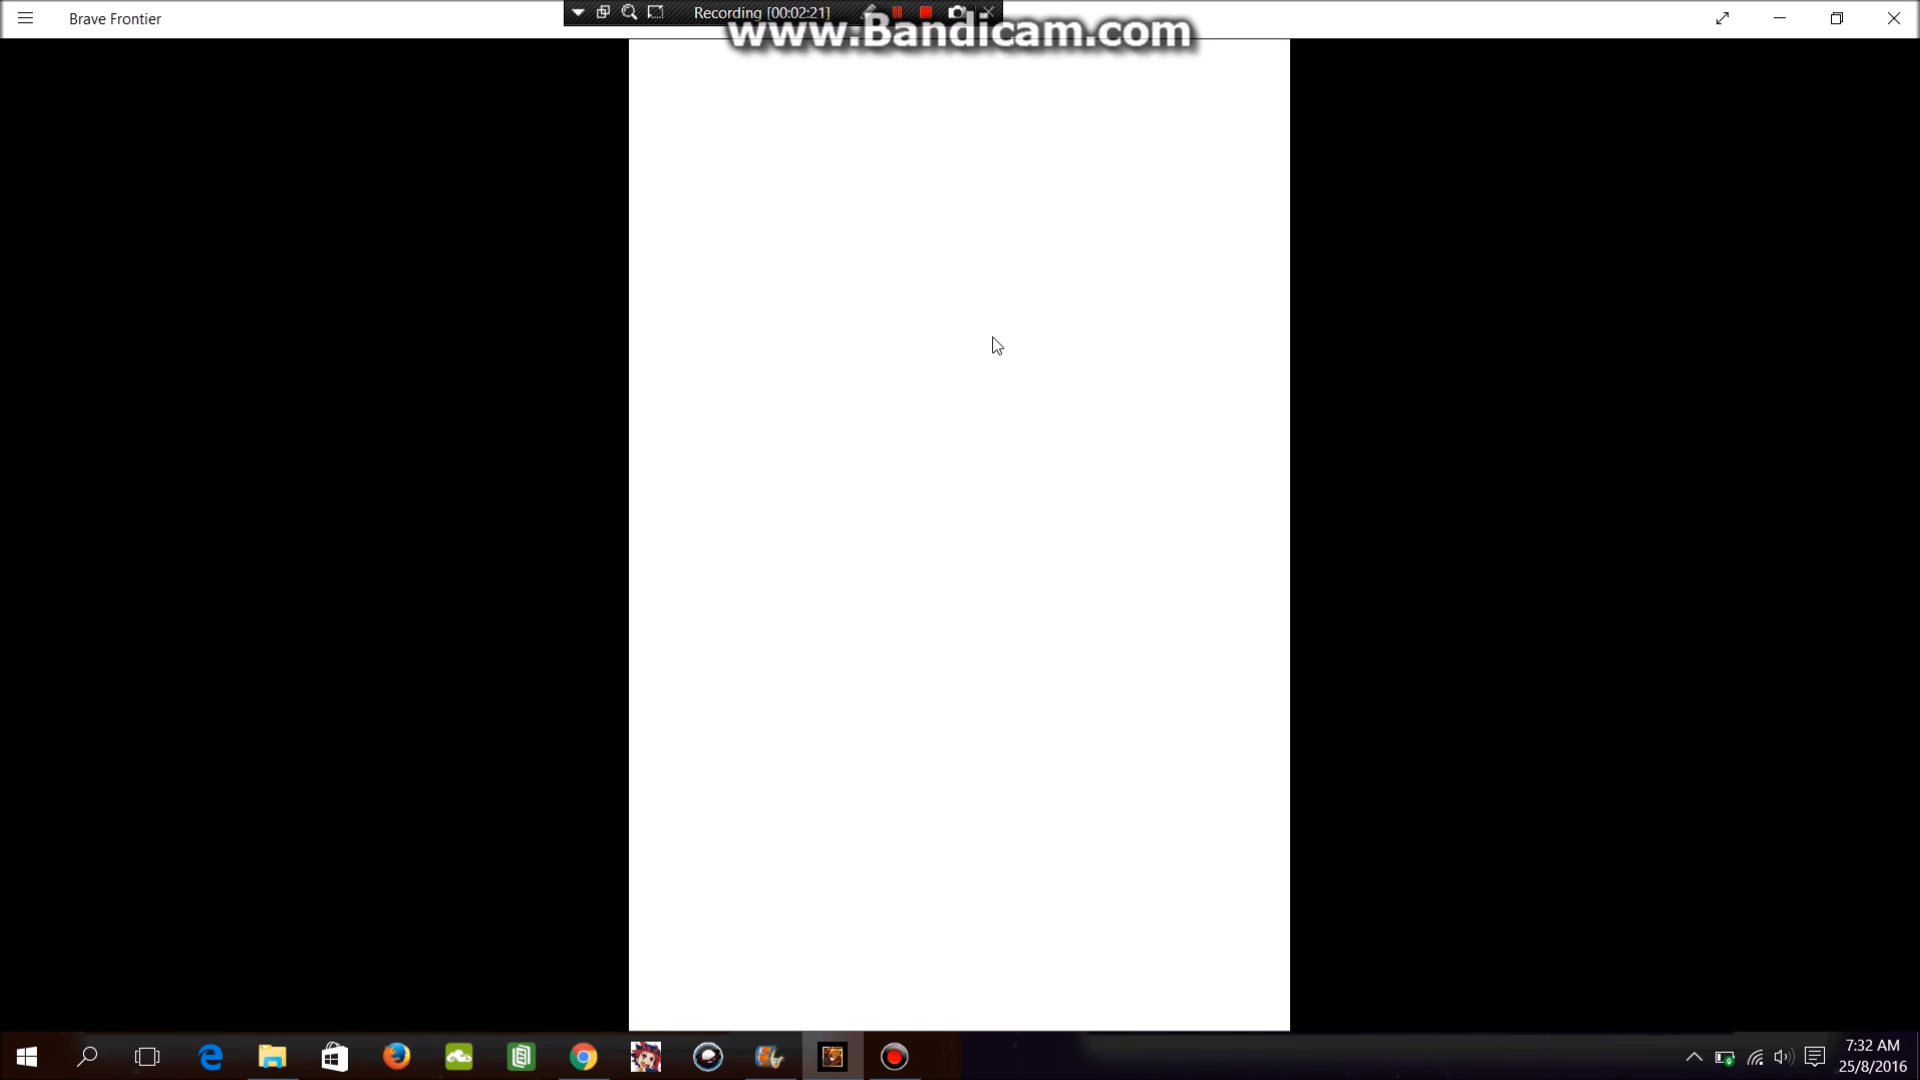 Brave Frontier
Recording [00:02:21]
www.Bandicam.com
7:32 AM
25/8/2016